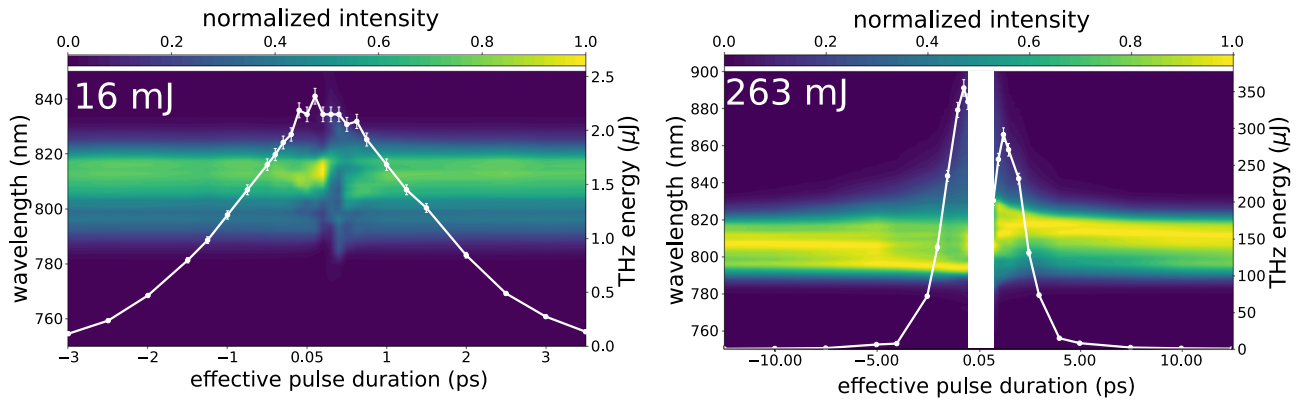 normalized intensity
0.0 0.2 0.4 0.6 0.8 1.0
16 mJ
wavelength (nm)
840
820
800
780
760
2.5
2.0
1.5
1.0
0.5
0.0
THz energy (μJ)
−3 −2 -1 0.05 1 2 3
effective pulse duration (ps)
normalized intensity
0.0 0.2 0.4 0.6 0.8 1.0
263 mJ
wavelength (nm)
900
880
860
840
820
800
780
760
350
300
250
200
150
100
50
0
THz energy (μJ)
-10.00 -5.00 0.05 5.00 10.00
effective pulse duration (ps)